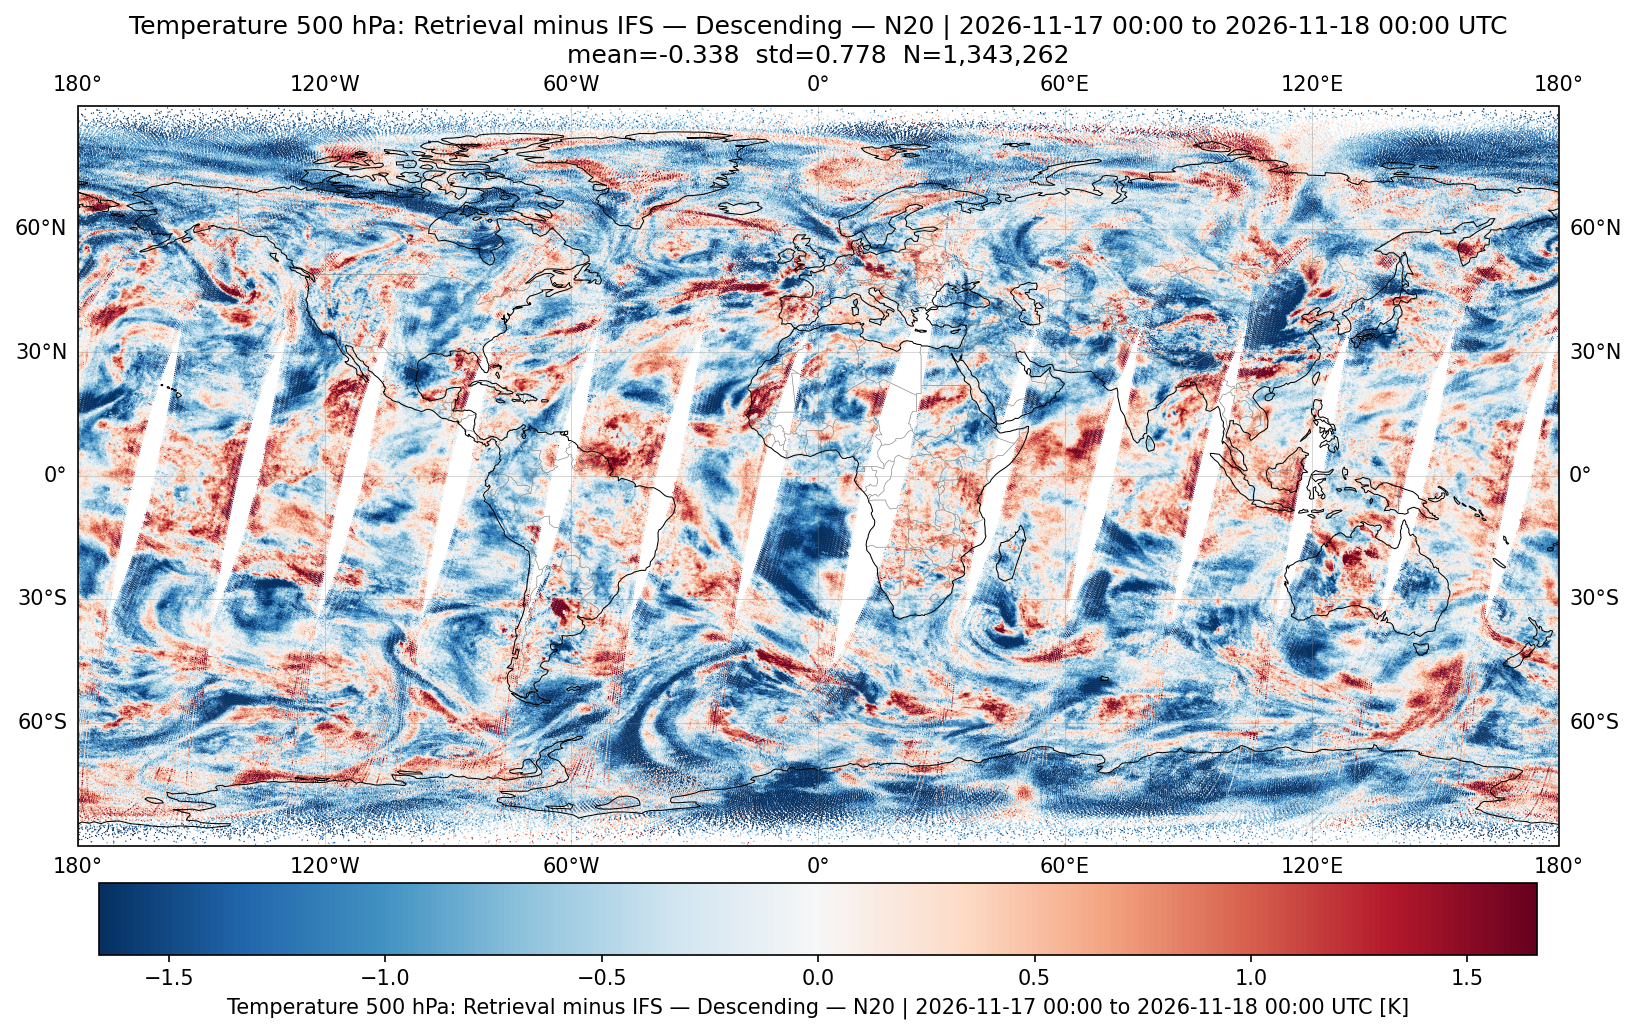 Temperature 500 hPa: Retrieval minus IFS — Descending — N20 | 2026-11-17 00:00 to 2026-11-18 00:00 UTC
mean=-0.338  std=0.778  N=1,343,262
180° 120°W 60°W 0° 60°E 120°E 180°
60°N 60°N
30°N 30°N
0° 0°
30°S 30°S
60°S 60°S
180° 120°W 60°W 0° 60°E 120°E 180°
−1.5 −1.0 −0.5 0.0 0.5 1.0 1.5
Temperature 500 hPa: Retrieval minus IFS — Descending — N20 | 2026-11-17 00:00 to 2026-11-18 00:00 UTC [K]